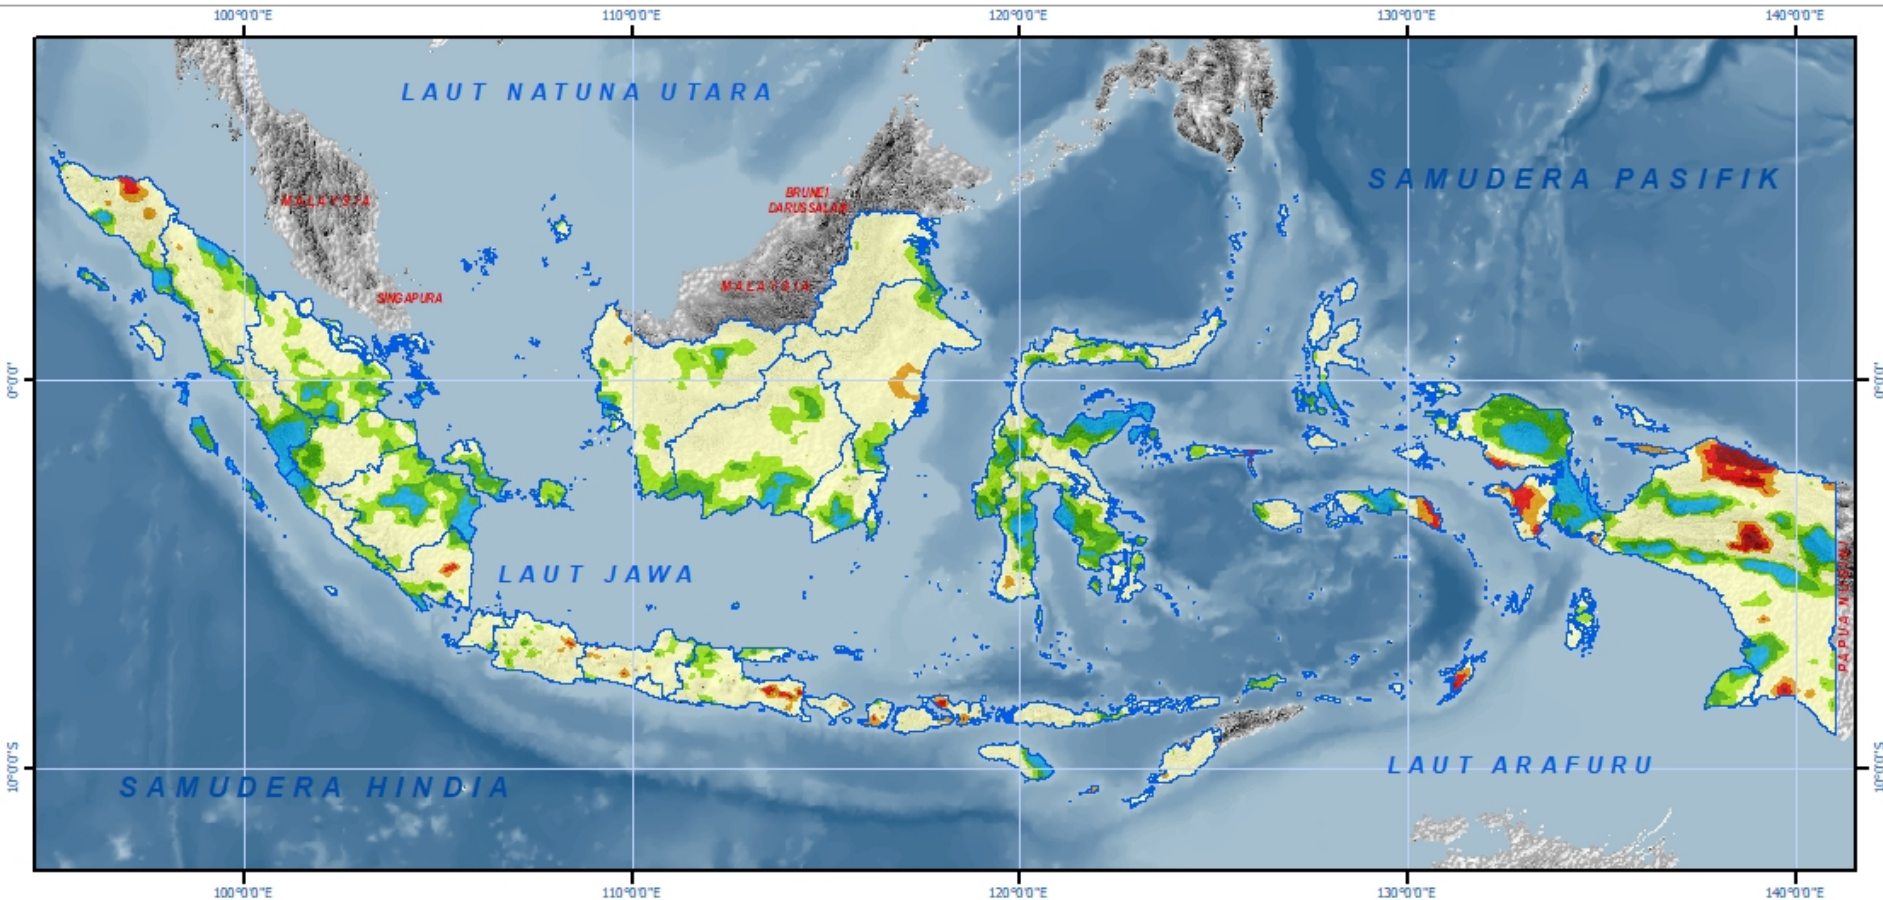 100°0'0"E 110°0'0"E 120°0'0"E 130°0'0"E 140°0'0"E
LAUT NATUNA UTARA
SAMUDERA PASIFIK
BRUNEI
DARUSSALAM
MALAYSIA
MALAYSIA
SINGAPURA
0°0'0" 0°0'0"
LAUT JAWA
LAUT ARAFURU
10°0'0"S 10°0'0"S
SAMUDERA HINDIA
100°0'0"E 110°0'0"E 120°0'0"E 130°0'0"E 140°0'0"E